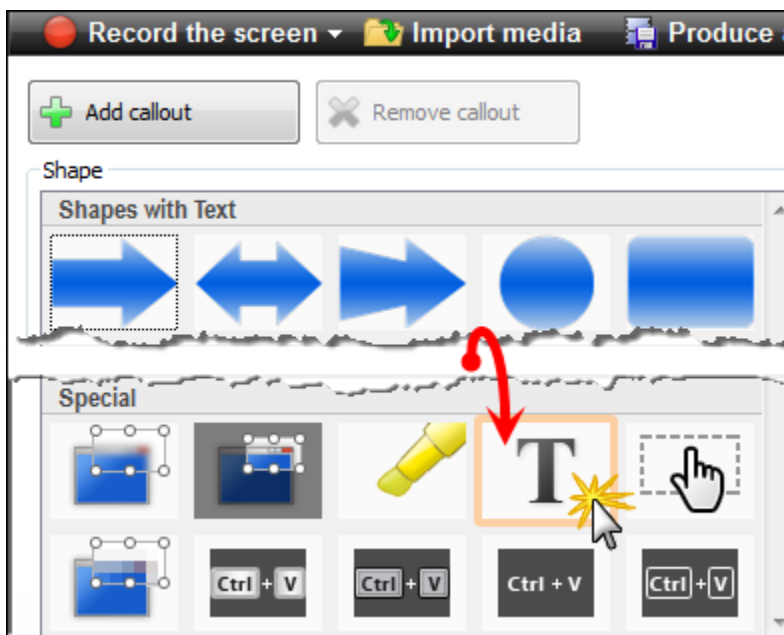 Record the screen Import media Produce
Add callout Remove callout
Shape
Shapes with Text
Special
T
Ctrl + V Ctrl + V Ctrl + V Ctrl + V